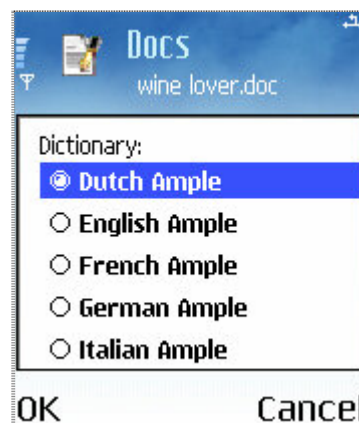 Docs
wine lover.doc
Dictionary:
Dutch Ample
English Ample
French Ample
German Ample
Italian Ample
OK Cancel